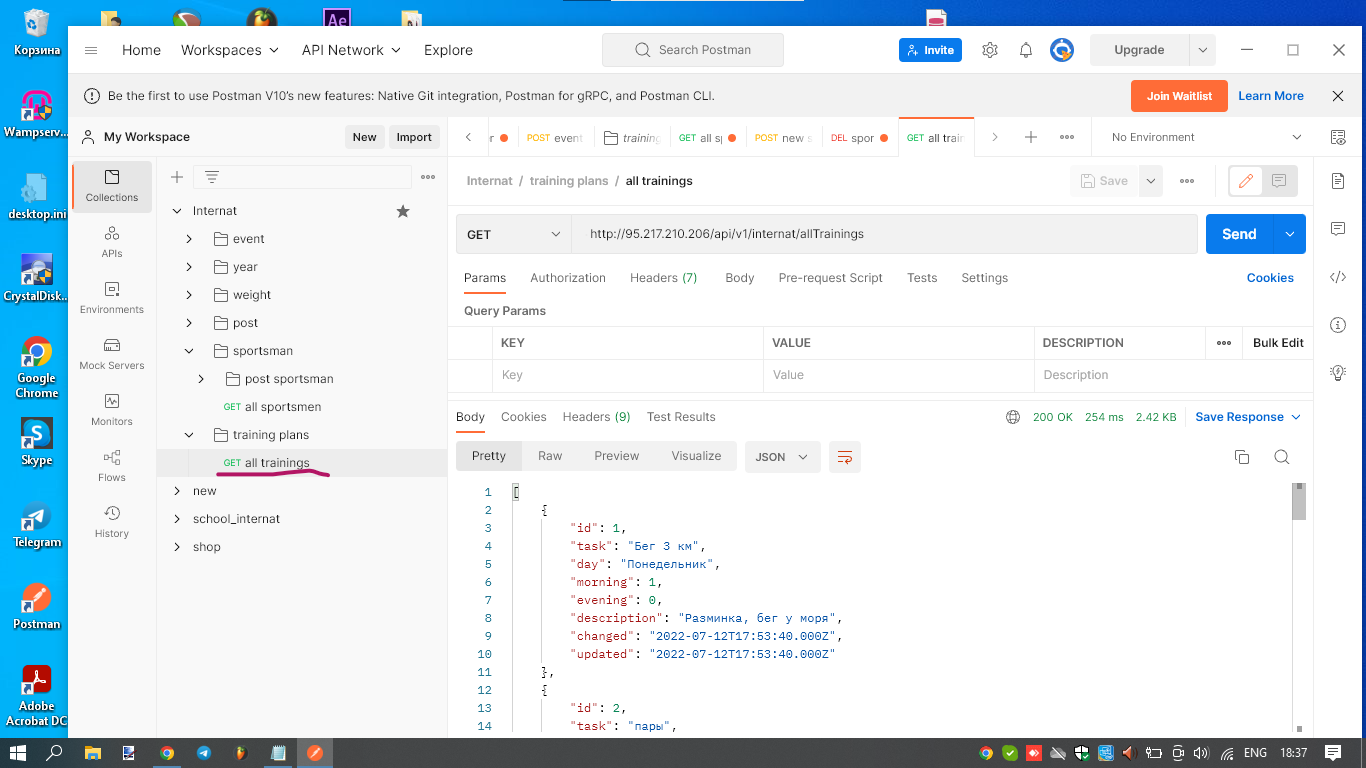 Корзина
Wampserv...
desktop.ini
CrystalDisk...
Google
Chrome
Skype
Telegram
Postman
Adobe
Acrobat DC
Ae
Home Workspaces API Network Explore
Search Postman
Invite
Upgrade
Be the first to use Postman V10's new features: Native Git integration, Postman for gRPC, and Postman CLI.
Join Waitlist
Learn More
My Workspace
New
Import
Collections
APIs
Environments
Mock Servers
Monitors
Flows
History
Internat
event
year
weight
post
sportsman
post sportsman
GET all sportsmen
training plans
GET all trainings
new
school_internat
shop
POST event
training
GET all sp
POST new s
DEL spor
GET all train
No Environment
Internat / training plans / all trainings
Save
GET
http://95.217.210.206/api/v1/internat/allTrainings
Send
Params Authorization Headers (7) Body Pre-request Script Tests Settings
Cookies
Query Params
KEY VALUE DESCRIPTION
Bulk Edit
Key Value Description
Body Cookies Headers (9) Test Results
200 OK 254 ms 2.42 KB
Save Response
Pretty Raw Preview Visualize
JSON
1 [
2 {
3 "id": 1,
4 "task": "Бег 3 км",
5 "day": "Понедельник",
6 "morning": 1,
7 "evening": 0,
8 "description": "Разминка, бег у моря",
9 "changed": "2022-07-12T17:53:40.000Z",
10 "updated": "2022-07-12T17:53:40.000Z"
11 },
12 {
13 "id": 2,
14 "task": "пары",
ENG
18:37